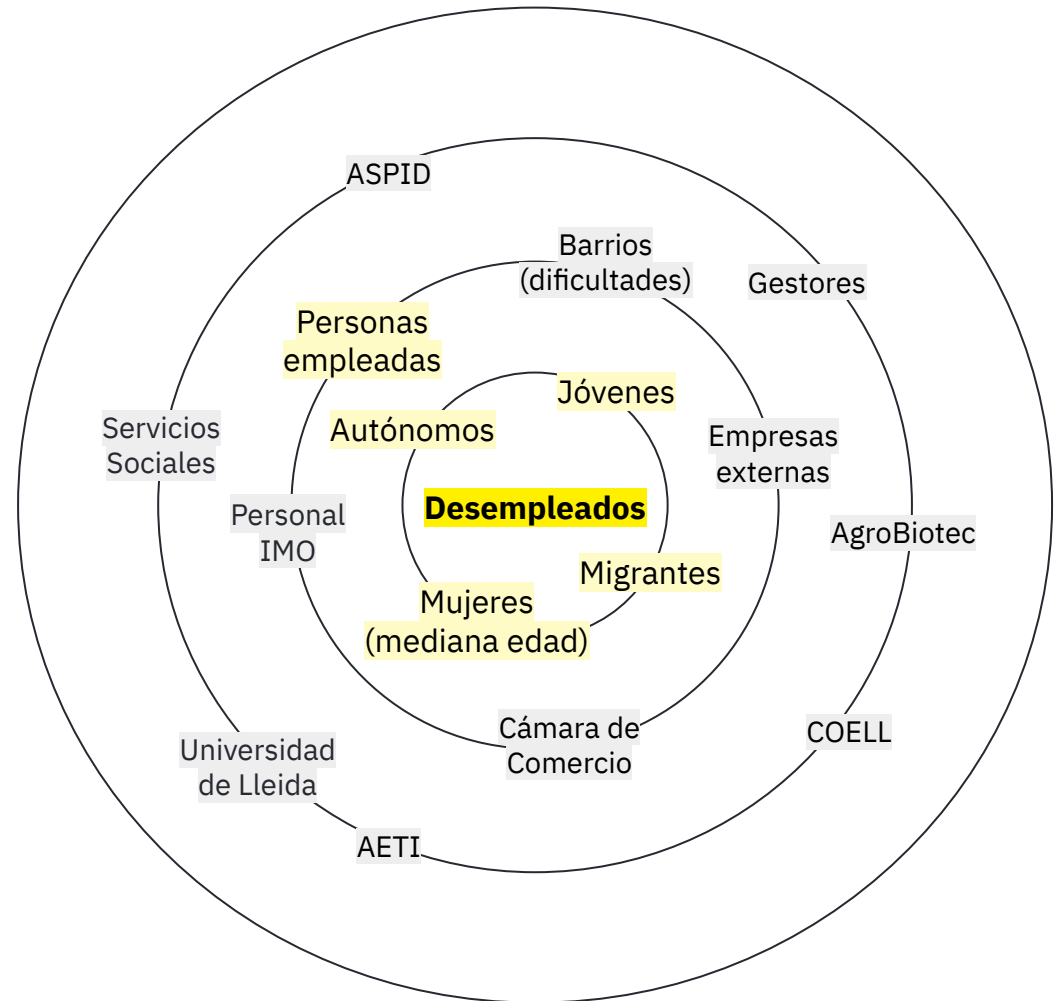 ASPID
Barrios
(dificultades)
Gestores
Personas
empleadas
Jóvenes
Autónomos
Servicios
Sociales
Empresas
externas
Desempleados
Personal
IMO
AgroBiotec
Migrantes
Mujeres
(mediana edad)
Cámara de
Comercio
COELL
Universidad
de Lleida
AETI